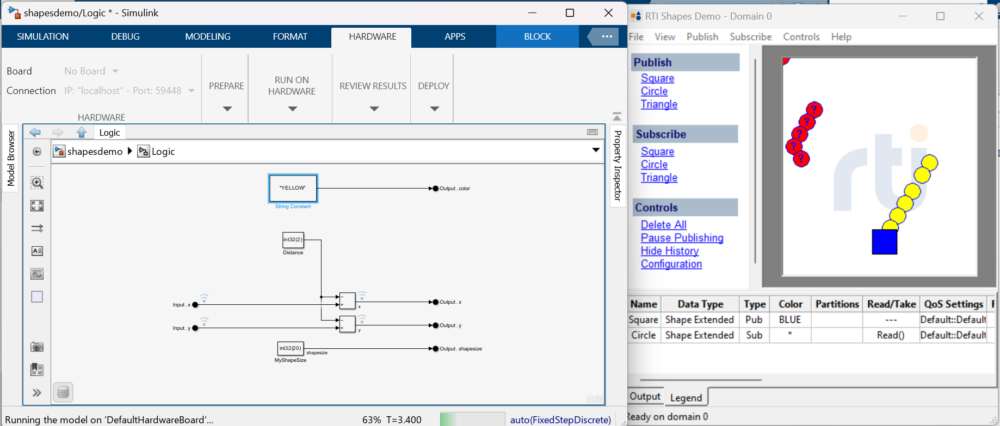 shapesdemo/Logic * - Simulink
SIMULATION DEBUG MODELING FORMAT HARDWARE APPS BLOCK ...
Board No Board
Connection IP: "localhost" - Port: 59448
PREPARE
RUN ON
HARDWARE
REVIEW RESULTS
DEPLOY
HARDWARE
Model Browser
Logic
shapesdemo Logic
Property Inspector
"YELLOW"
String Constant
Output . color
int32(2)
Distance
Input . x
x
Output . x
Input . y
y
Output . y
int32(20)
shapesize
MyShapeSize
Output . shapesize
Running the model on 'DefaultHardwareBoard'... 63% T=3.400 auto(FixedStepDiscrete)
RTI Shapes Demo - Domain 0
File View Publish Subscribe Controls Help
Publish
Square
Circle
Triangle
Subscribe
Square
Circle
Triangle
Controls
Delete All
Pause Publishing
Hide History
Configuration
?
?
?
?
?
rti
Name Data Type Type Color Partitions Read/Take QoS Settings
Square Shape Extended Pub BLUE --- Default::Default
Circle Shape Extended Sub * Read() Default::Default
Output Legend
Ready on domain 0